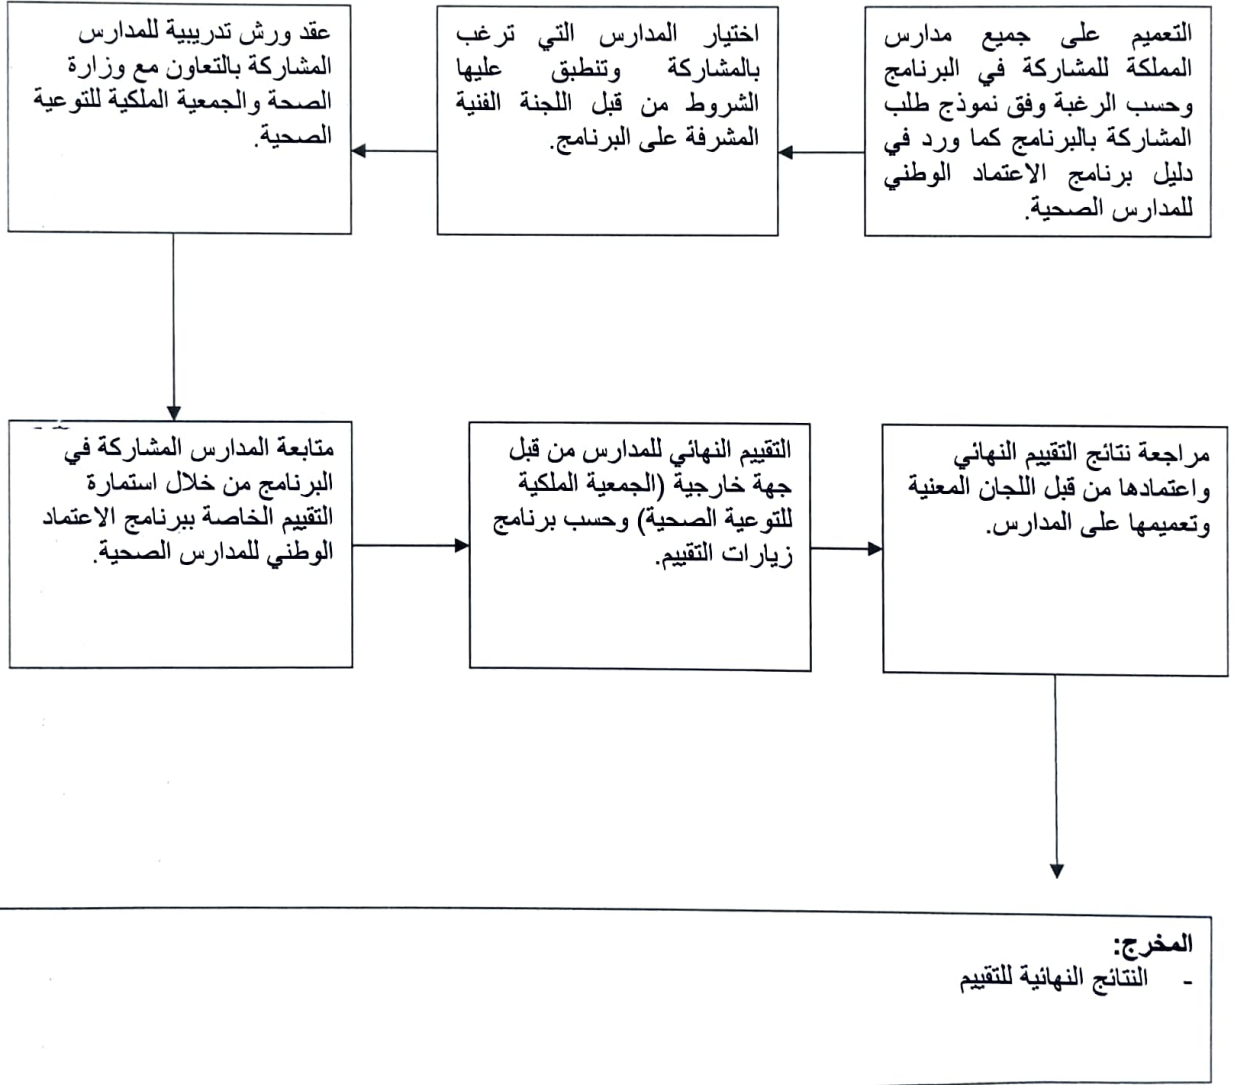 التعميم على جميع مدارس
المملكة للمشاركة في البرنامج
وحسب الرغبة وفق نموذج طلب
المشاركة بالبرنامج كما ورد في
دليل برنامج الاعتماد الوطني
للمدارس الصحية.
اختيار المدارس التي ترغب
بالمشاركة وتنطبق عليها
الشروط من قبل اللجنة الفنية
المشرفة على البرنامج.
عقد ورش تدريبية للمدارس
المشاركة بالتعاون مع وزارة
الصحة والجمعية الملكية للتوعية
الصحية.
متابعة المدارس المشاركة في
البرنامج من خلال استمارة
التقييم الخاصة ببرنامج الاعتماد
الوطني للمدارس الصحية.
التقييم النهائي للمدارس من قبل
جهة خارجية (الجمعية الملكية
للتوعية الصحية) وحسب برنامج
زيارات التقييم.
مراجعة نتائج التقييم النهائي
واعتمادها من قبل اللجان المعنية
وتعميمها على المدارس.
المخرج:
- النتائج النهائية للتقييم